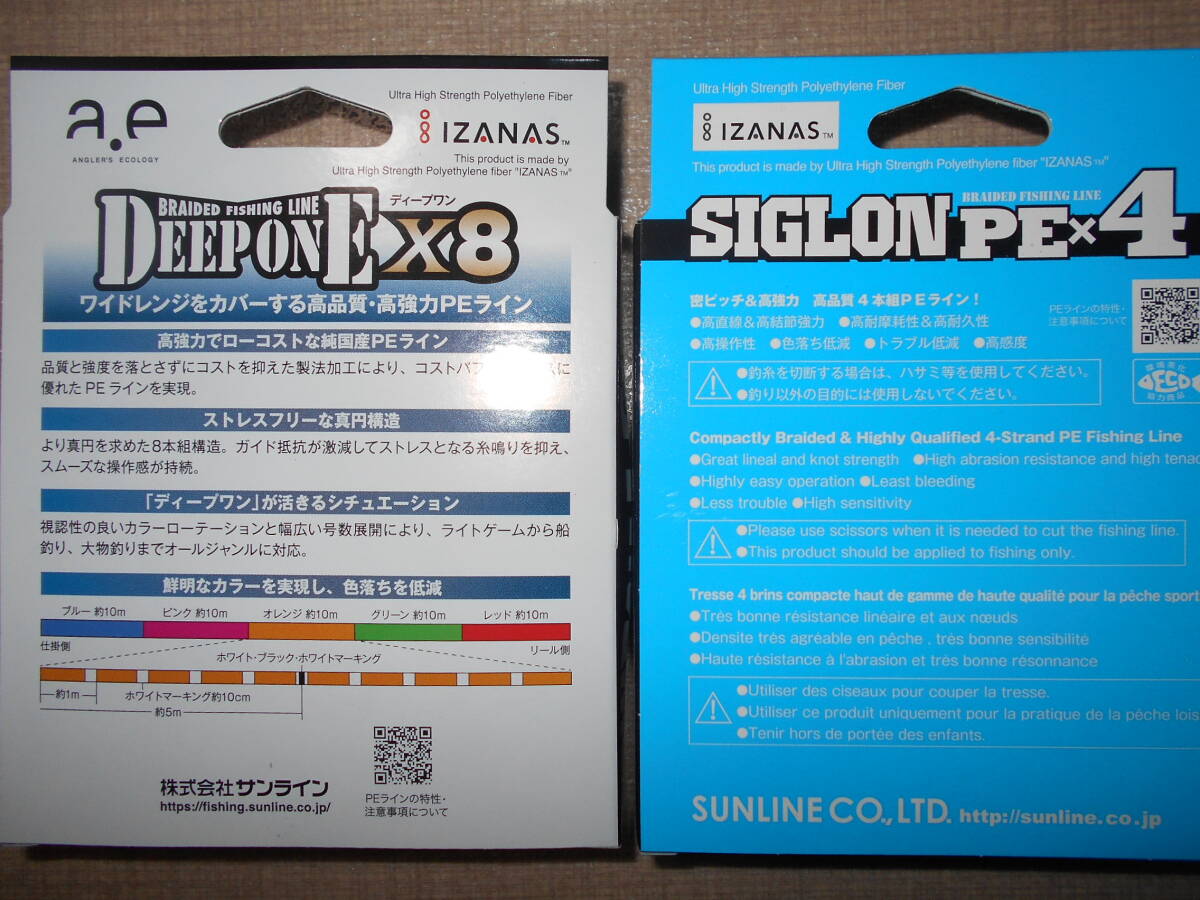 a.e
ANGLER'S ECOLOGY
Ultra High Strength Polyethylene Fiber
IZANAS™
This product is made by
Ultra High Strength Polyethylene fiber "IZANAS™"
ディープワン
BRAIDED FISHING LINE
DEEPONE×8
ワイドレンジをカバーする高品質・高強力PEライン
高強力でローコストな純国産PEライン
品質と強度を落とさずにコストを抑えた製法加工により、コストパフ に
優れたPEラインを実現。
ストレスフリーな真円構造
より真円を求めた8本組構造。ガイド抵抗が激減してストレスとなる糸鳴りを抑え、
スムーズな操作感が持続。
「ディープワン」が活きるシチュエーション
視認性の良いカラーローテーションと幅広い号数展開により、ライトゲームから船
釣り、大物釣りまでオールジャンルに対応。
鮮明なカラーを実現し、色落ちを低減
ブルー 約10m ピンク 約10m オレンジ 約10m グリーン 約10m レッド 約10m
仕掛側 リール側
ホワイト・ブラック・ホワイトマーキング
約1m ホワイトマーキング約10cm
約5m
株式会社サンライン
https://fishing.sunline.co.jp/
PEラインの特性・
注意事項について
Ultra High Strength Polyethylene Fiber
IZANAS™
This product is made by Ultra High Strength Polyethylene fiber "IZANAS™"
BRAIDED FISHING LINE
SIGLON PE×4
密ピッチ&高強力 高品質4本組PEライン!
●高直線&高結節強力 ●高耐摩耗性&高耐久性
●高操作性 ●色落ち低減 ●トラブル低減 ●高感度
PEラインの特性・
注意事項について
●釣糸を切断する場合は、ハサミ等を使用してください。
●釣り以外の目的には使用しないでください。
環境美化
ECO
協力商品
Compactly Braided & Highly Qualified 4-Strand PE Fishing Line
●Great lineal and knot strength ●High abrasion resistance and high tenac
●Highly easy operation ●Least bleeding
●Less trouble ●High sensitivity
●Please use scissors when it is needed to cut the fishing line.
●This product should be applied to fishing only.
Tresse 4 brins compacte haut de gamme de haute qualité pour la pêche sport
●Très bonne résistance linéaire et aux nœuds
●Densite trés agréable en pêche . très bonne sensibilité
●Haute résistance à l'abrasion et très bonne résonnance
●Utiliser des ciseaux pour couper la tresse.
●Utiliser ce produit uniquement pour la pratique de la pêche lois
●Tenir hors de portée des enfants.
SUNLINE CO.,LTD. http://sunline.co.jp